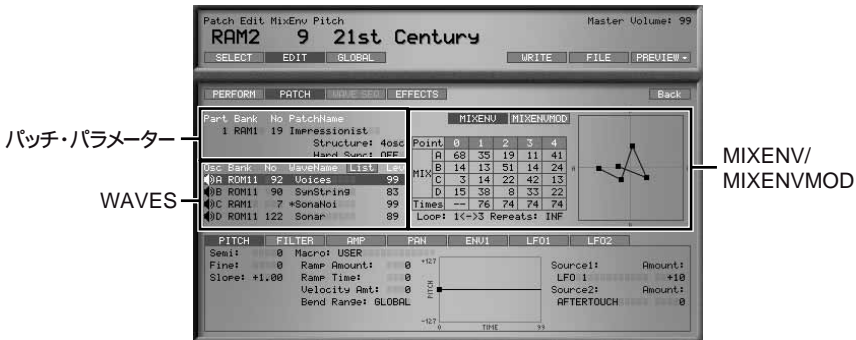 Patch Edit MixEnv Pitch Master Volume: 99
RAM2 9 21st Century
SELECT EDIT GLOBAL WRITE FILE PREVIEW
PERFORM PATCH WAVE SEQ EFFECTS Back
Part Bank No PatchName
1 RAM1 19 Impressionist
Structure: 4osc
Hard Sync: OFF
パッチ・パラメーター
MIXENV MIXENVMOD
Point 0 1 2 3 4
MIX
A 68 35 19 11 41
B 14 13 51 14 24
C 3 14 22 42 13
D 15 38 8 33 22
Times -- 76 74 74 74
Loop: 1<->3 Repeats: INF
MIXENV/
MIXENVMOD
WAVES
Osc Bank No WaveName List Lev
A ROM11 92 Voices 99
B ROM11 90 SynString 83
C RAM1 7 *SonaNoi 99
D ROM11 122 Sonar 89
PITCH FILTER AMP PAN ENV1 LFO1 LFO2
Semi: 0 Macro: USER
Fine: 0 Ramp Amount: 0
Slope: +1.00 Ramp Time: 0
Velocity Amt: 0
Bend Range: GLOBAL
+127
PITCH
-127
0 TIME 99
Source1: Amount:
LFO 1 +10
Source2: Amount:
AFTERTOUCH 0